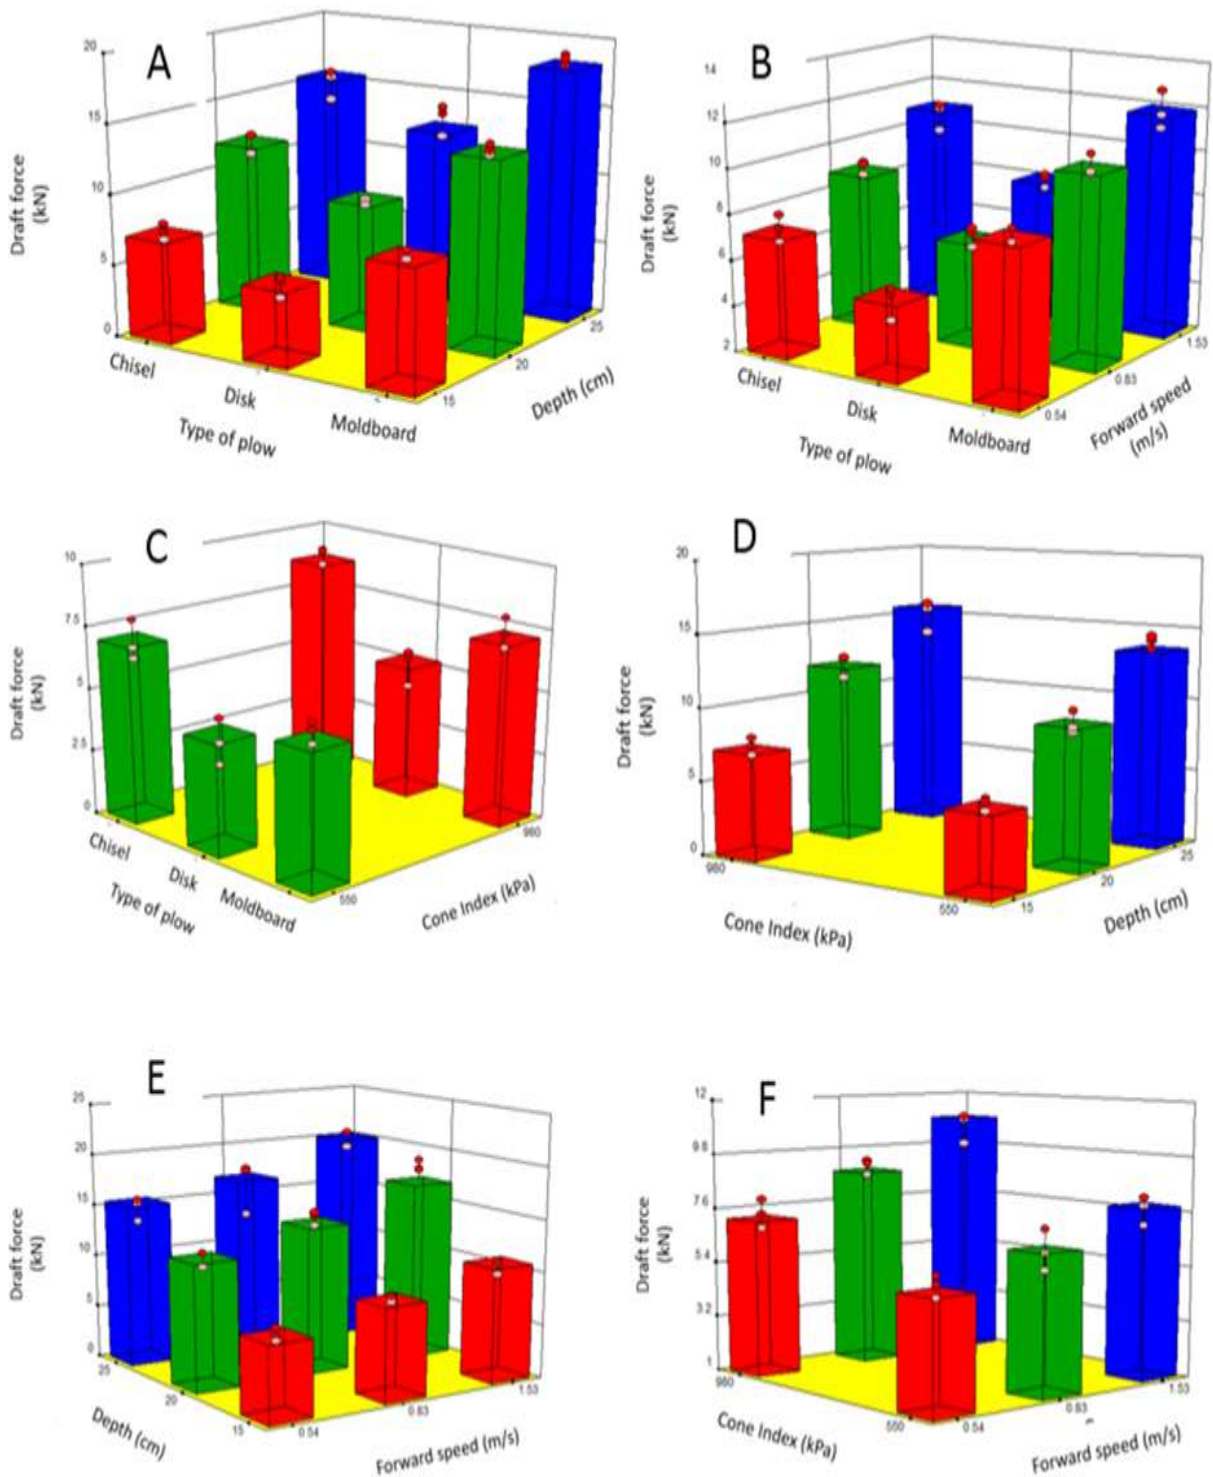 A
20
15
10
5
0
Draft force
(kN)
Chisel
Disk
Moldboard
Type of plow
15
20
25
Depth (cm)
B
14
12
10
8
6
4
2
Draft force
(kN)
Chisel
Disk
Moldboard
Type of plow
0.54
0.83
1.53
Forward speed
(m/s)
C
10
7.5
5
2.5
0
Draft force
(kN)
Chisel
Disk
Moldboard
Type of plow
550
980
Cone Index (kPa)
D
20
15
10
5
0
Draft force
(kN)
980
550
Cone Index (kPa)
15
20
25
Depth (cm)
E
25
20
15
10
5
0
Draft force
(kN)
25
20
15
Depth (cm)
0.54
0.83
1.53
Forward speed (m/s)
F
12
9.8
7.6
5.4
3.2
1
Draft force
(kN)
980
550
Cone Index (kPa)
0.54
0.83
1.53
Forward speed (m/s)